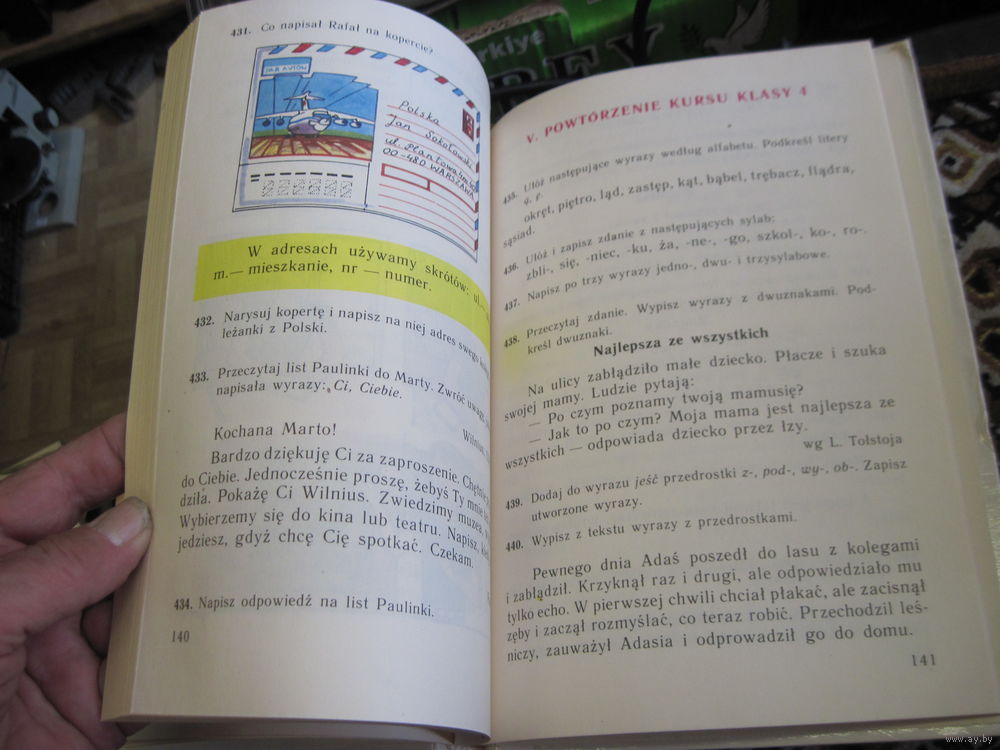 431. Co napisał Rafał na kopercie?
PAR AVION
Polska
Jan Sokołowski
ul. Plantowa
00-480 WARSZAWA
W adresach używamy skrótów: ul.—
m.— mieszkanie, nr — numer.
432. Narysuj kopertę i napisz na niej adres swego
leżanki z Polski.
433. Przeczytaj list Paulinki do Marty. Zwróć uwagę,
napisała wyrazy: Ci, Ciebie.
Kochana Marto!
Wilno,
Bardzo dziękuję Ci za zaproszenie.
do Ciebie. Jednocześnie proszę, żebyś Ty mnie
dziła. Pokażę Ci Wilnius. Zwiedzimy muzea,
Wybierzemy się do kina lub teatru. Napisz,
jedziesz, gdyż chcę Cię spotkać. Czekam.
434. Napisz odpowiedź na list Paulinki.
140
ürkiye
V. POWTÓRZENIE KURSU KLASY 4
435. Ułóż następujące wyrazy według alfabetu. Podkreśl litery
ą, ę.
okręt, piętro, ląd, zastęp, kąt, bąbel, trębacz, flądra,
sąsiad.
436. Ułóż i zapisz zdanie z następujących sylab:
zbli-, się, -niec, -ku, ża, -ne-, -go, szkol-, ko-, ro-.
437. Napisz po trzy wyrazy jedno-, dwu- i trzysylabowe.
438. Przeczytaj zdanie. Wypisz wyrazy z dwuznakami. Pod-
kreśl dwuznaki.
Najlepsza ze wszystkich
Na ulicy zabłądziło małe dziecko. Płacze i szuka
swojej mamy. Ludzie pytają:
— Po czym poznamy twoją mamusię?
— Jak to po czym? Moja mama jest najlepsza ze
wszystkich — odpowiada dziecko przez łzy.
wg L. Tołstoja
439. Dodaj do wyrazu jeść przedrostki z-, pod-, wy-, ob-. Zapisz
utworzone wyrazy.
440. Wypisz z tekstu wyrazy z przedrostkami.
Pewnego dnia Adaś poszedł do lasu z kolegami
i zabłądził. Krzyknął raz i drugi, ale odpowiedziało mu
tylko echo. W pierwszej chwili chciał płakać, ale zacisnął
zęby i zaczął rozmyślać, co teraz robić. Przechodził leś-
niczy, zauważył Adasia i odprowadził go do domu.
141
www.ay.by